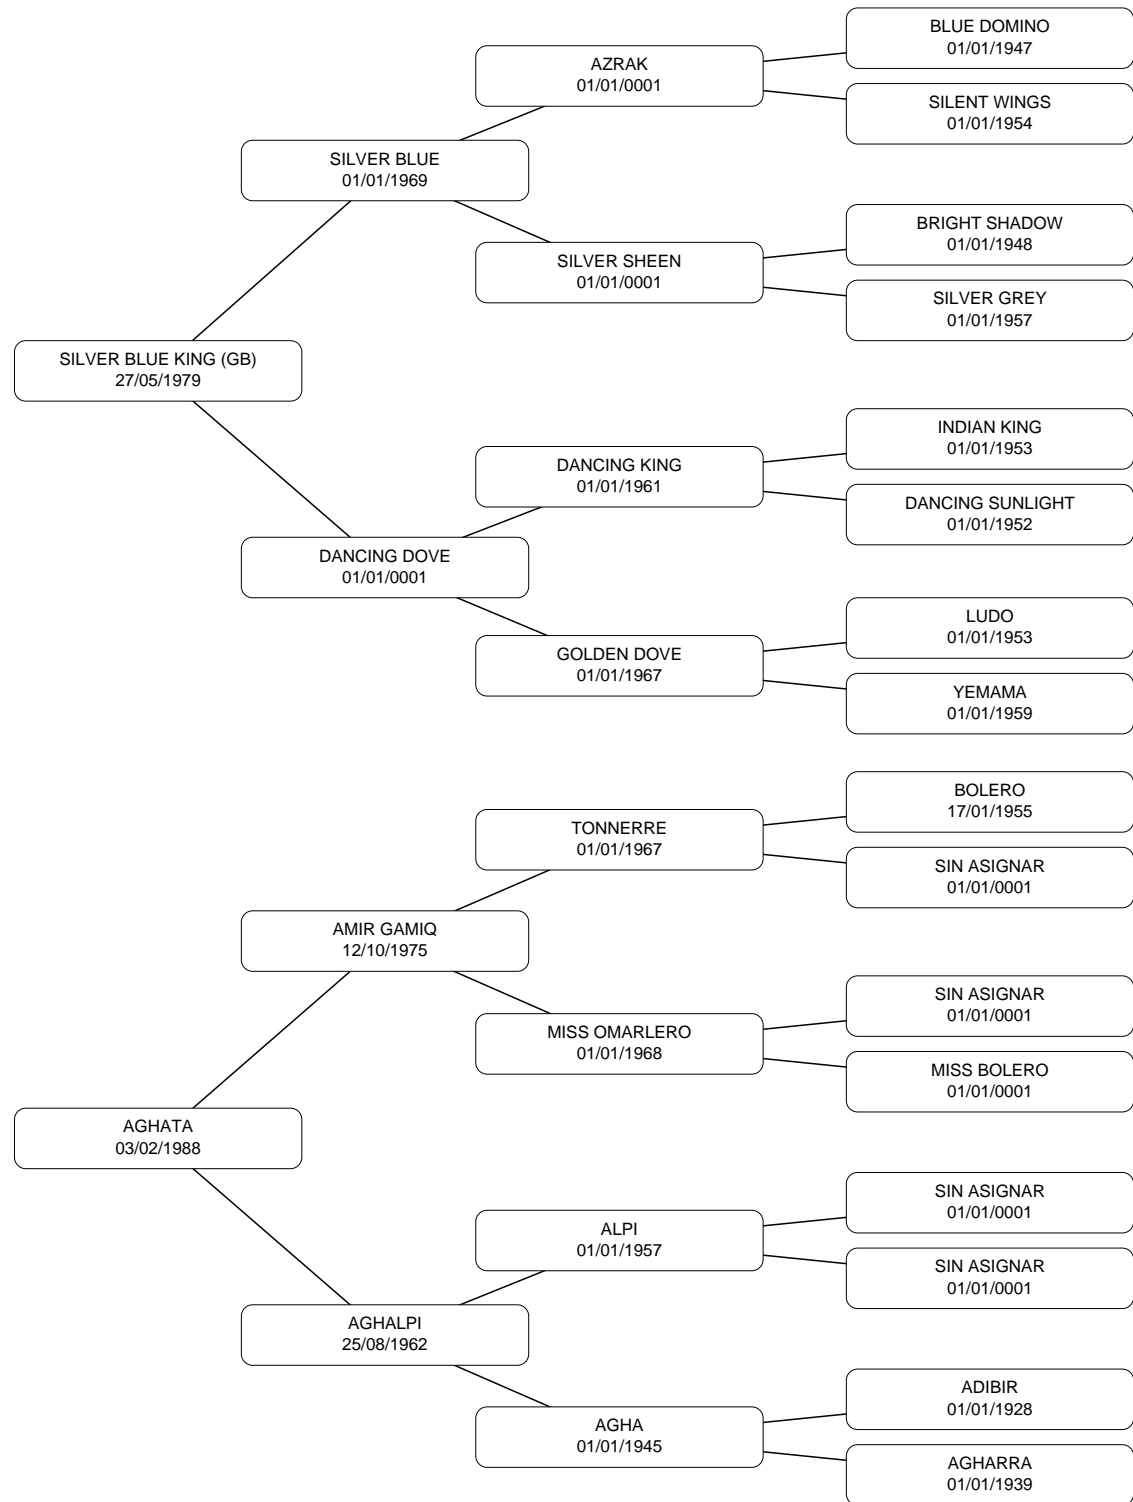 BLUE DOMINO
01/01/1947
AZRAK
01/01/0001
SILENT WINGS
01/01/1954
SILVER BLUE
01/01/1969
BRIGHT SHADOW
01/01/1948
SILVER SHEEN
01/01/0001
SILVER GREY
01/01/1957
SILVER BLUE KING (GB)
27/05/1979
INDIAN KING
01/01/1953
DANCING KING
01/01/1961
DANCING SUNLIGHT
01/01/1952
DANCING DOVE
01/01/0001
LUDO
01/01/1953
GOLDEN DOVE
01/01/1967
YEMAMA
01/01/1959
BOLERO
17/01/1955
TONNERRE
01/01/1967
SIN ASIGNAR
01/01/0001
AMIR GAMIQ
12/10/1975
SIN ASIGNAR
01/01/0001
MISS OMARLERO
01/01/1968
MISS BOLERO
01/01/0001
AGHATA
03/02/1988
SIN ASIGNAR
01/01/0001
ALPI
01/01/1957
SIN ASIGNAR
01/01/0001
AGHALPI
25/08/1962
ADIBIR
01/01/1928
AGHA
01/01/1945
AGHARRA
01/01/1939